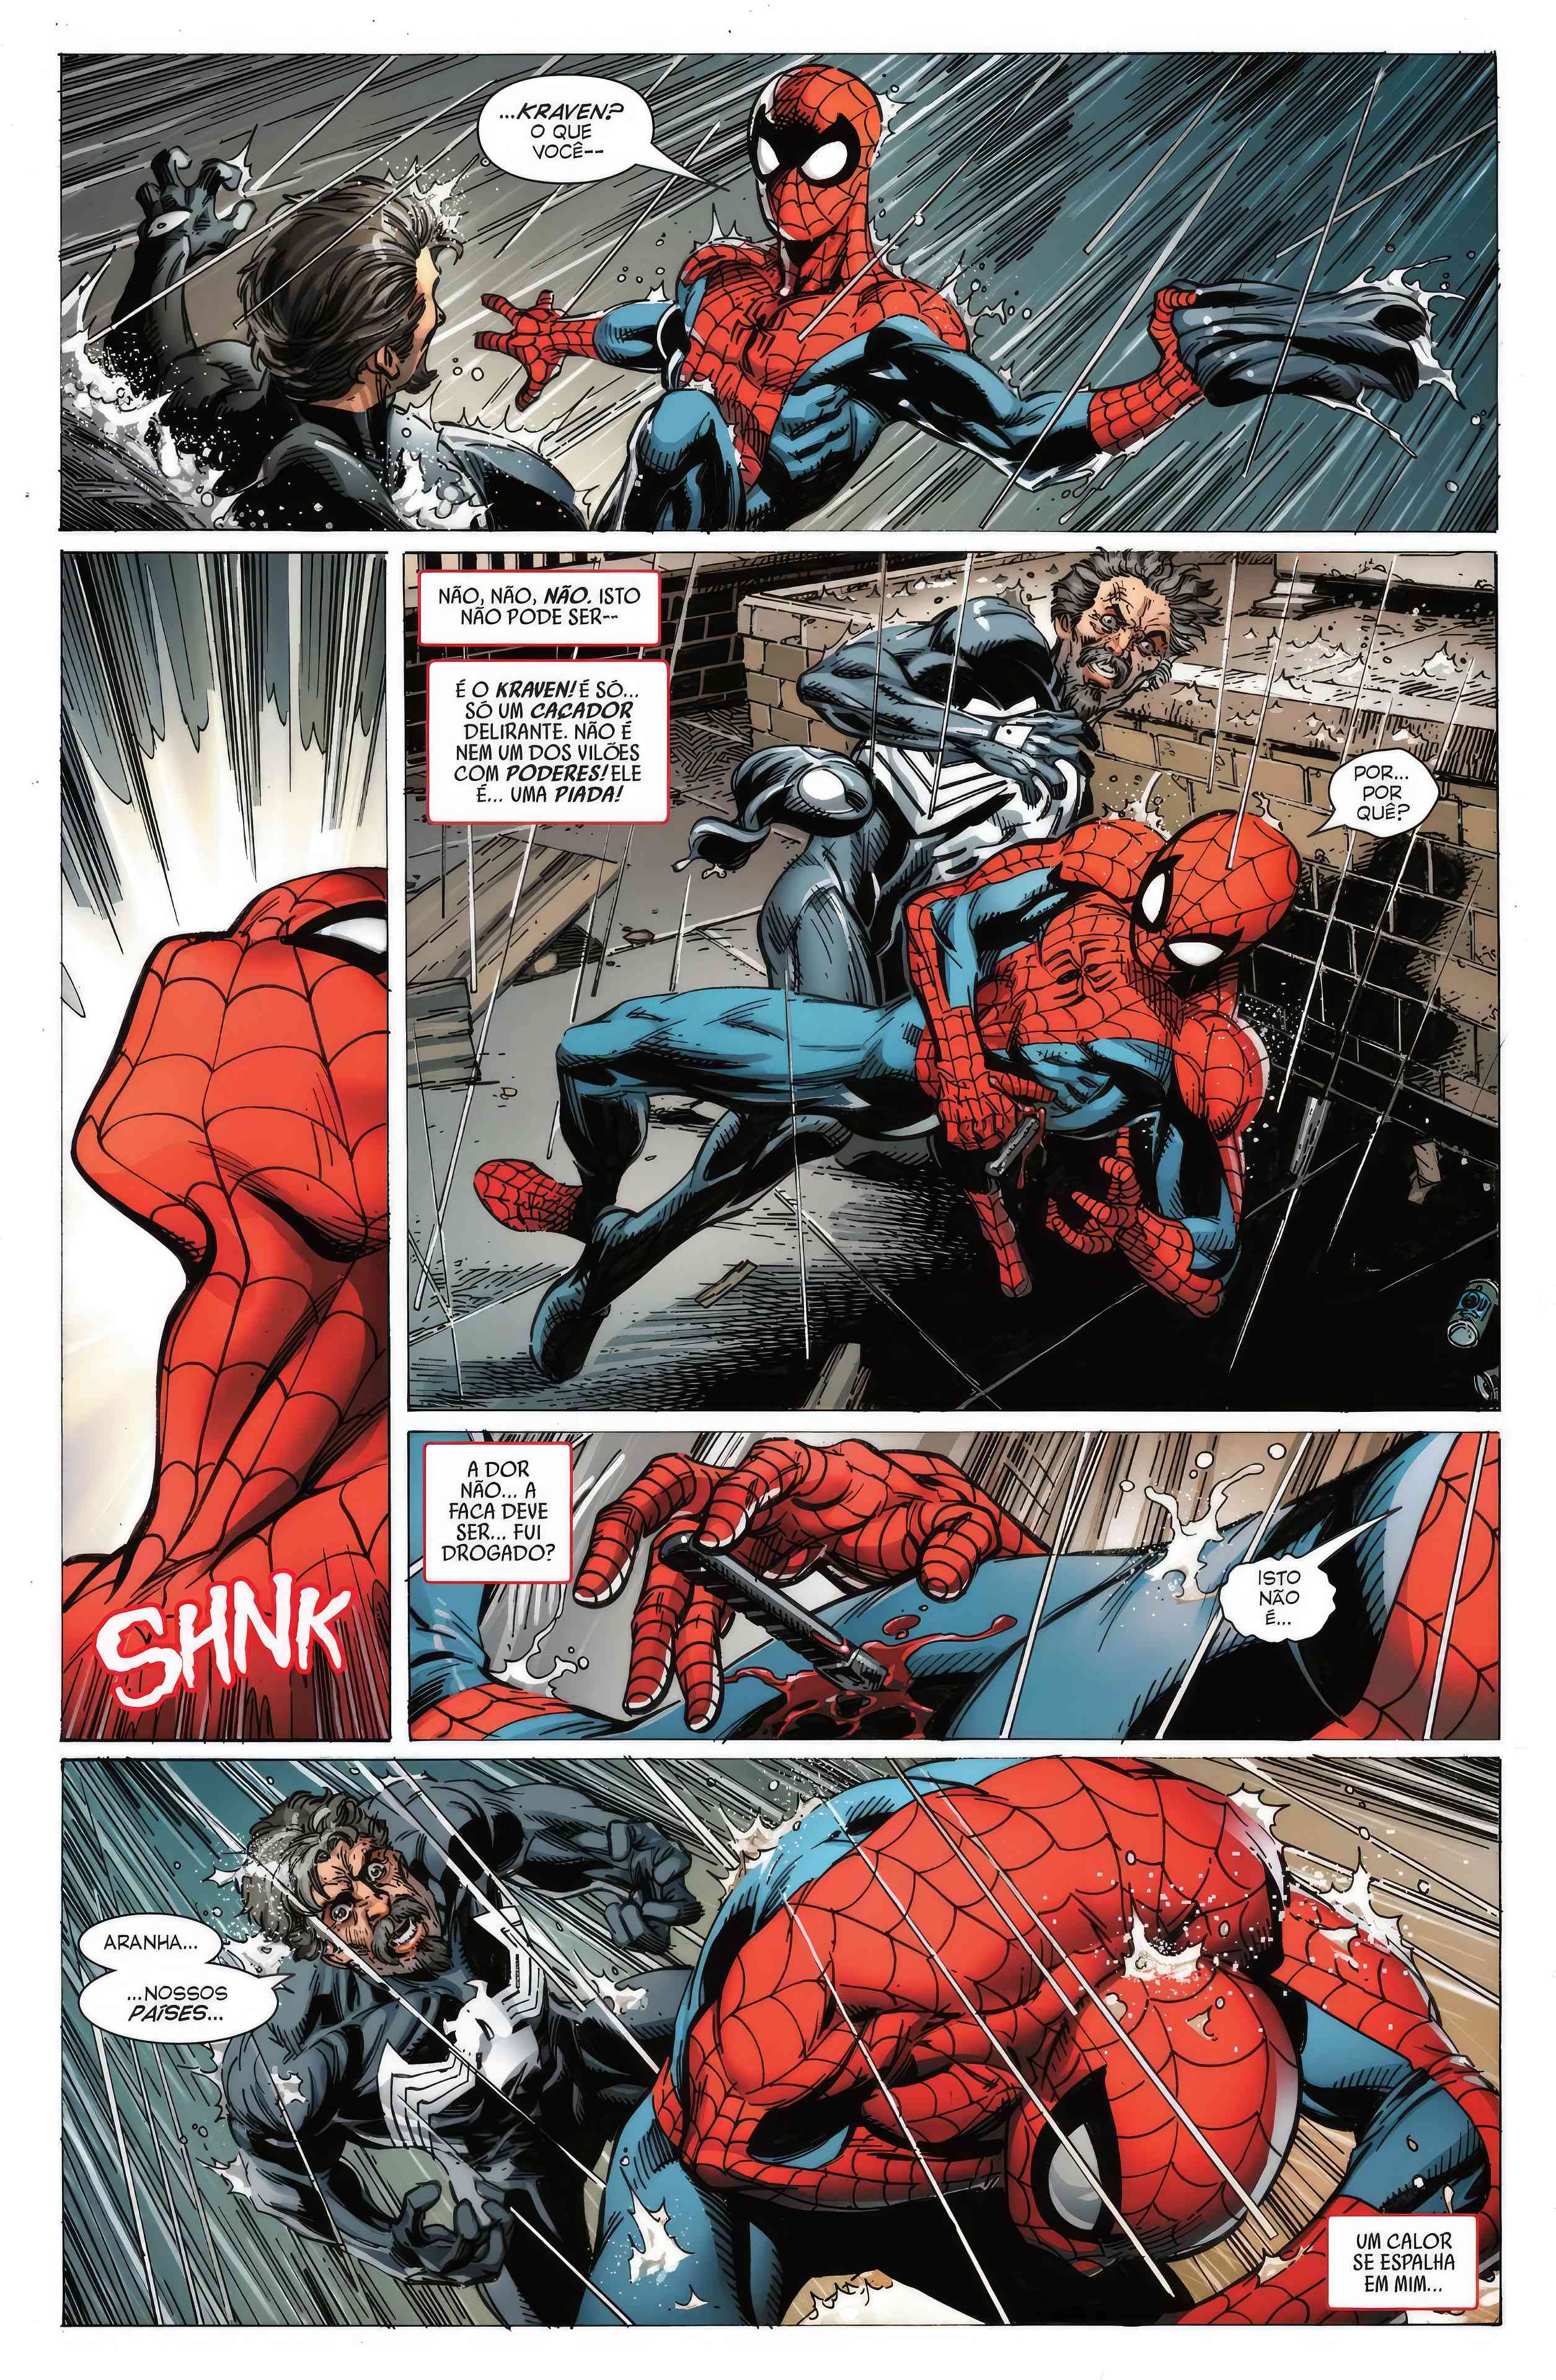 ...KRAVEN?
O QUE
VOCÊ--
SHNK
NÃO, NÃO, NÃO. ISTO
NÃO PODE SER--
É O KRAVEN! É SÓ...
SÓ UM CAÇADOR
DELIRANTE. NÃO É
NEM UM DOS VILÕES
COM PODERES! ELE
É... UMA PIADA!
POR...
POR
QUÊ?
A DOR
NÃO... A
FACA DEVE
SER... FUI
DROGADO?
ISTO
NÃO
É...
ARANHA...
...NOSSOS
PAÍSES...
UM CALOR
SE ESPALHA
EM MIM...